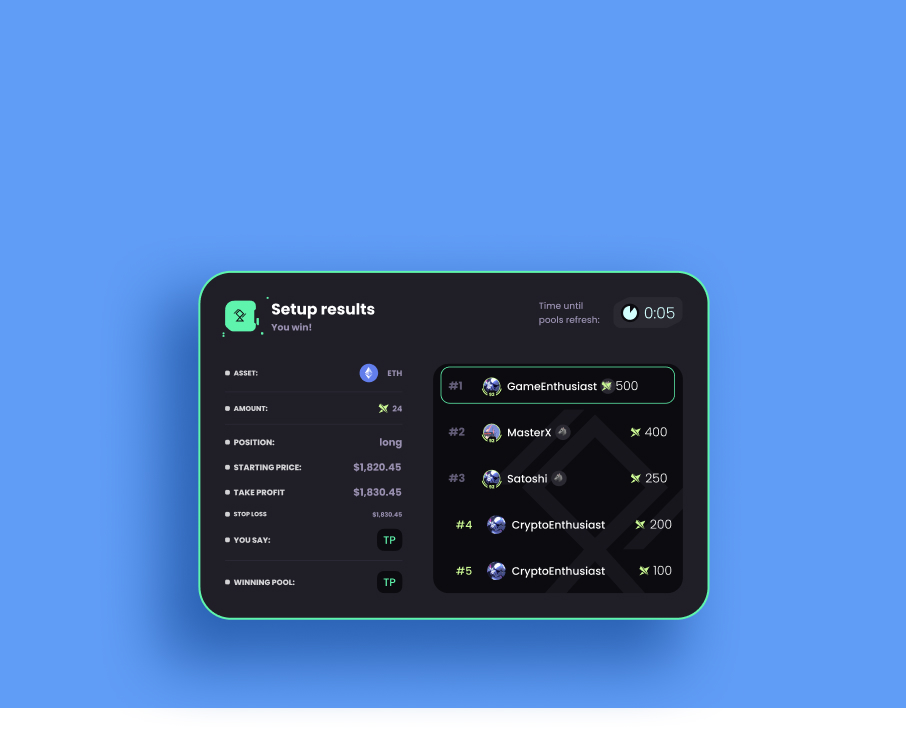 Setup results
You win!
Time until
pools refresh:
0:05
ASSET: ETH
AMOUNT: 24
POSITION: long
STARTING PRICE: $1,820.45
TAKE PROFIT $1,830.45
STOP LOSS $1,830.45
YOU SAY: TP
WINNING POOL: TP
#1 GameEnthusiast 500
#2 MasterX 400
#3 Satoshi 250
#4 CryptoEnthusiast 200
#5 CryptoEnthusiast 100